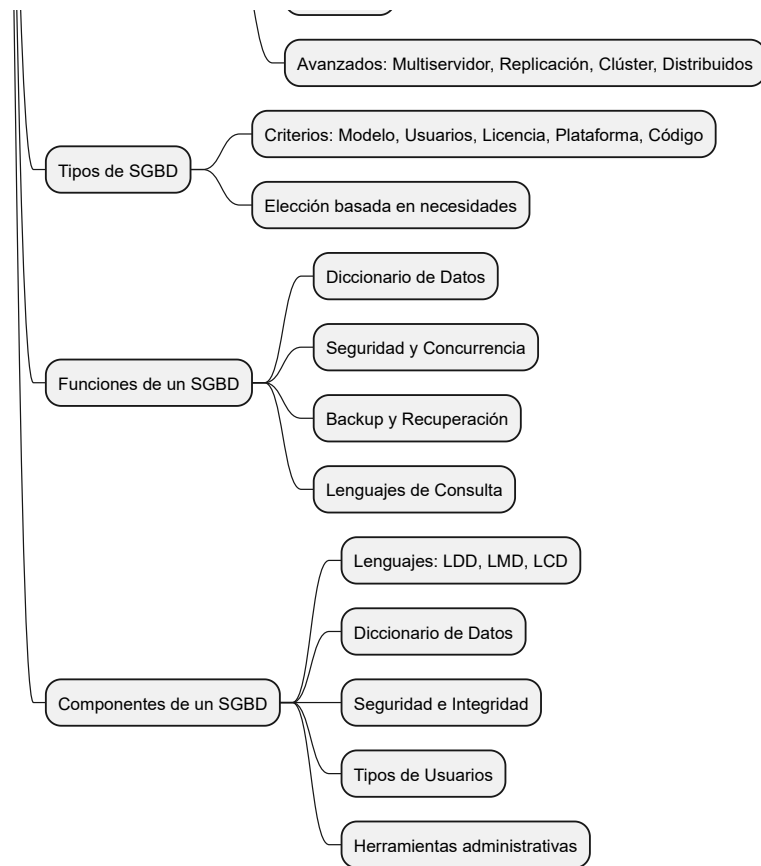 Avanzados: Multiservidor, Replicación, Clúster, Distribuidos
Tipos de SGBD
Criterios: Modelo, Usuarios, Licencia, Plataforma, Código
Elección basada en necesidades
Funciones de un SGBD
Diccionario de Datos
Seguridad y Concurrencia
Backup y Recuperación
Lenguajes de Consulta
Componentes de un SGBD
Lenguajes: LDD, LMD, LCD
Diccionario de Datos
Seguridad e Integridad
Tipos de Usuarios
Herramientas administrativas